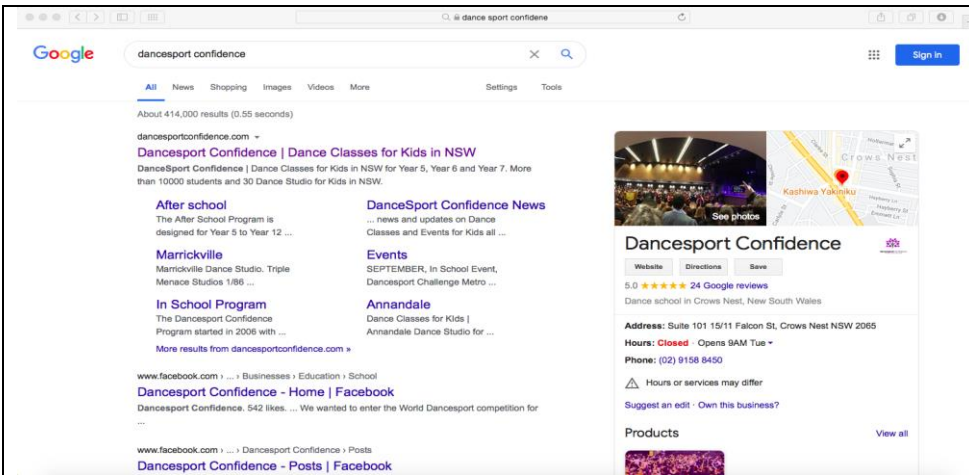 dance sport confidene
Google
dancesport confidence
Sign in
All News Shopping Images Videos More Settings Tools
About 414,000 results (0.55 seconds)
dancesportconfidence.com
Dancesport Confidence | Dance Classes for Kids in NSW
DanceSport Confidence | Dance Classes for Kids in NSW for Year 5, Year 6 and Year 7. More
than 10000 students and 30 Dance Studio for Kids in NSW.
After school
The After School Program is
designed for Year 5 to Year 12 ...
DanceSport Confidence News
... news and updates on Dance
Classes and Events for Kids all ...
Marrickville
Marrickville Dance Studio. Triple
Menace Studios 1/86 ...
Events
SEPTEMBER, In School Event,
Dancesport Challenge Metro ...
In School Program
The Dancesport Confidence
Program started in 2006 with ...
Annandale
Dance Classes for KIds |
Annandale Dance Studio for ...
More results from dancesportconfidence.com »
www.facebook.com › ... › Businesses › Education › School
Dancesport Confidence - Home | Facebook
Dancesport Confidence. 542 likes. ... We wanted to enter the World Dancesport competition for
...
www.facebook.com › ... › Dancesport Confidence › Posts
Dancesport Confidence - Posts | Facebook
See photos
Crows Nest
Kashiwa Yakiniku
Dancesport Confidence
Website Directions Save
5.0 ★★★★★ 24 Google reviews
Dance school in Crows Nest, New South Wales
Address: Suite 101 15/11 Falcon St, Crows Nest NSW 2065
Hours: Closed · Opens 9AM Tue
Phone: (02) 9158 8450
Hours or services may differ
Suggest an edit · Own this business?
Products View all